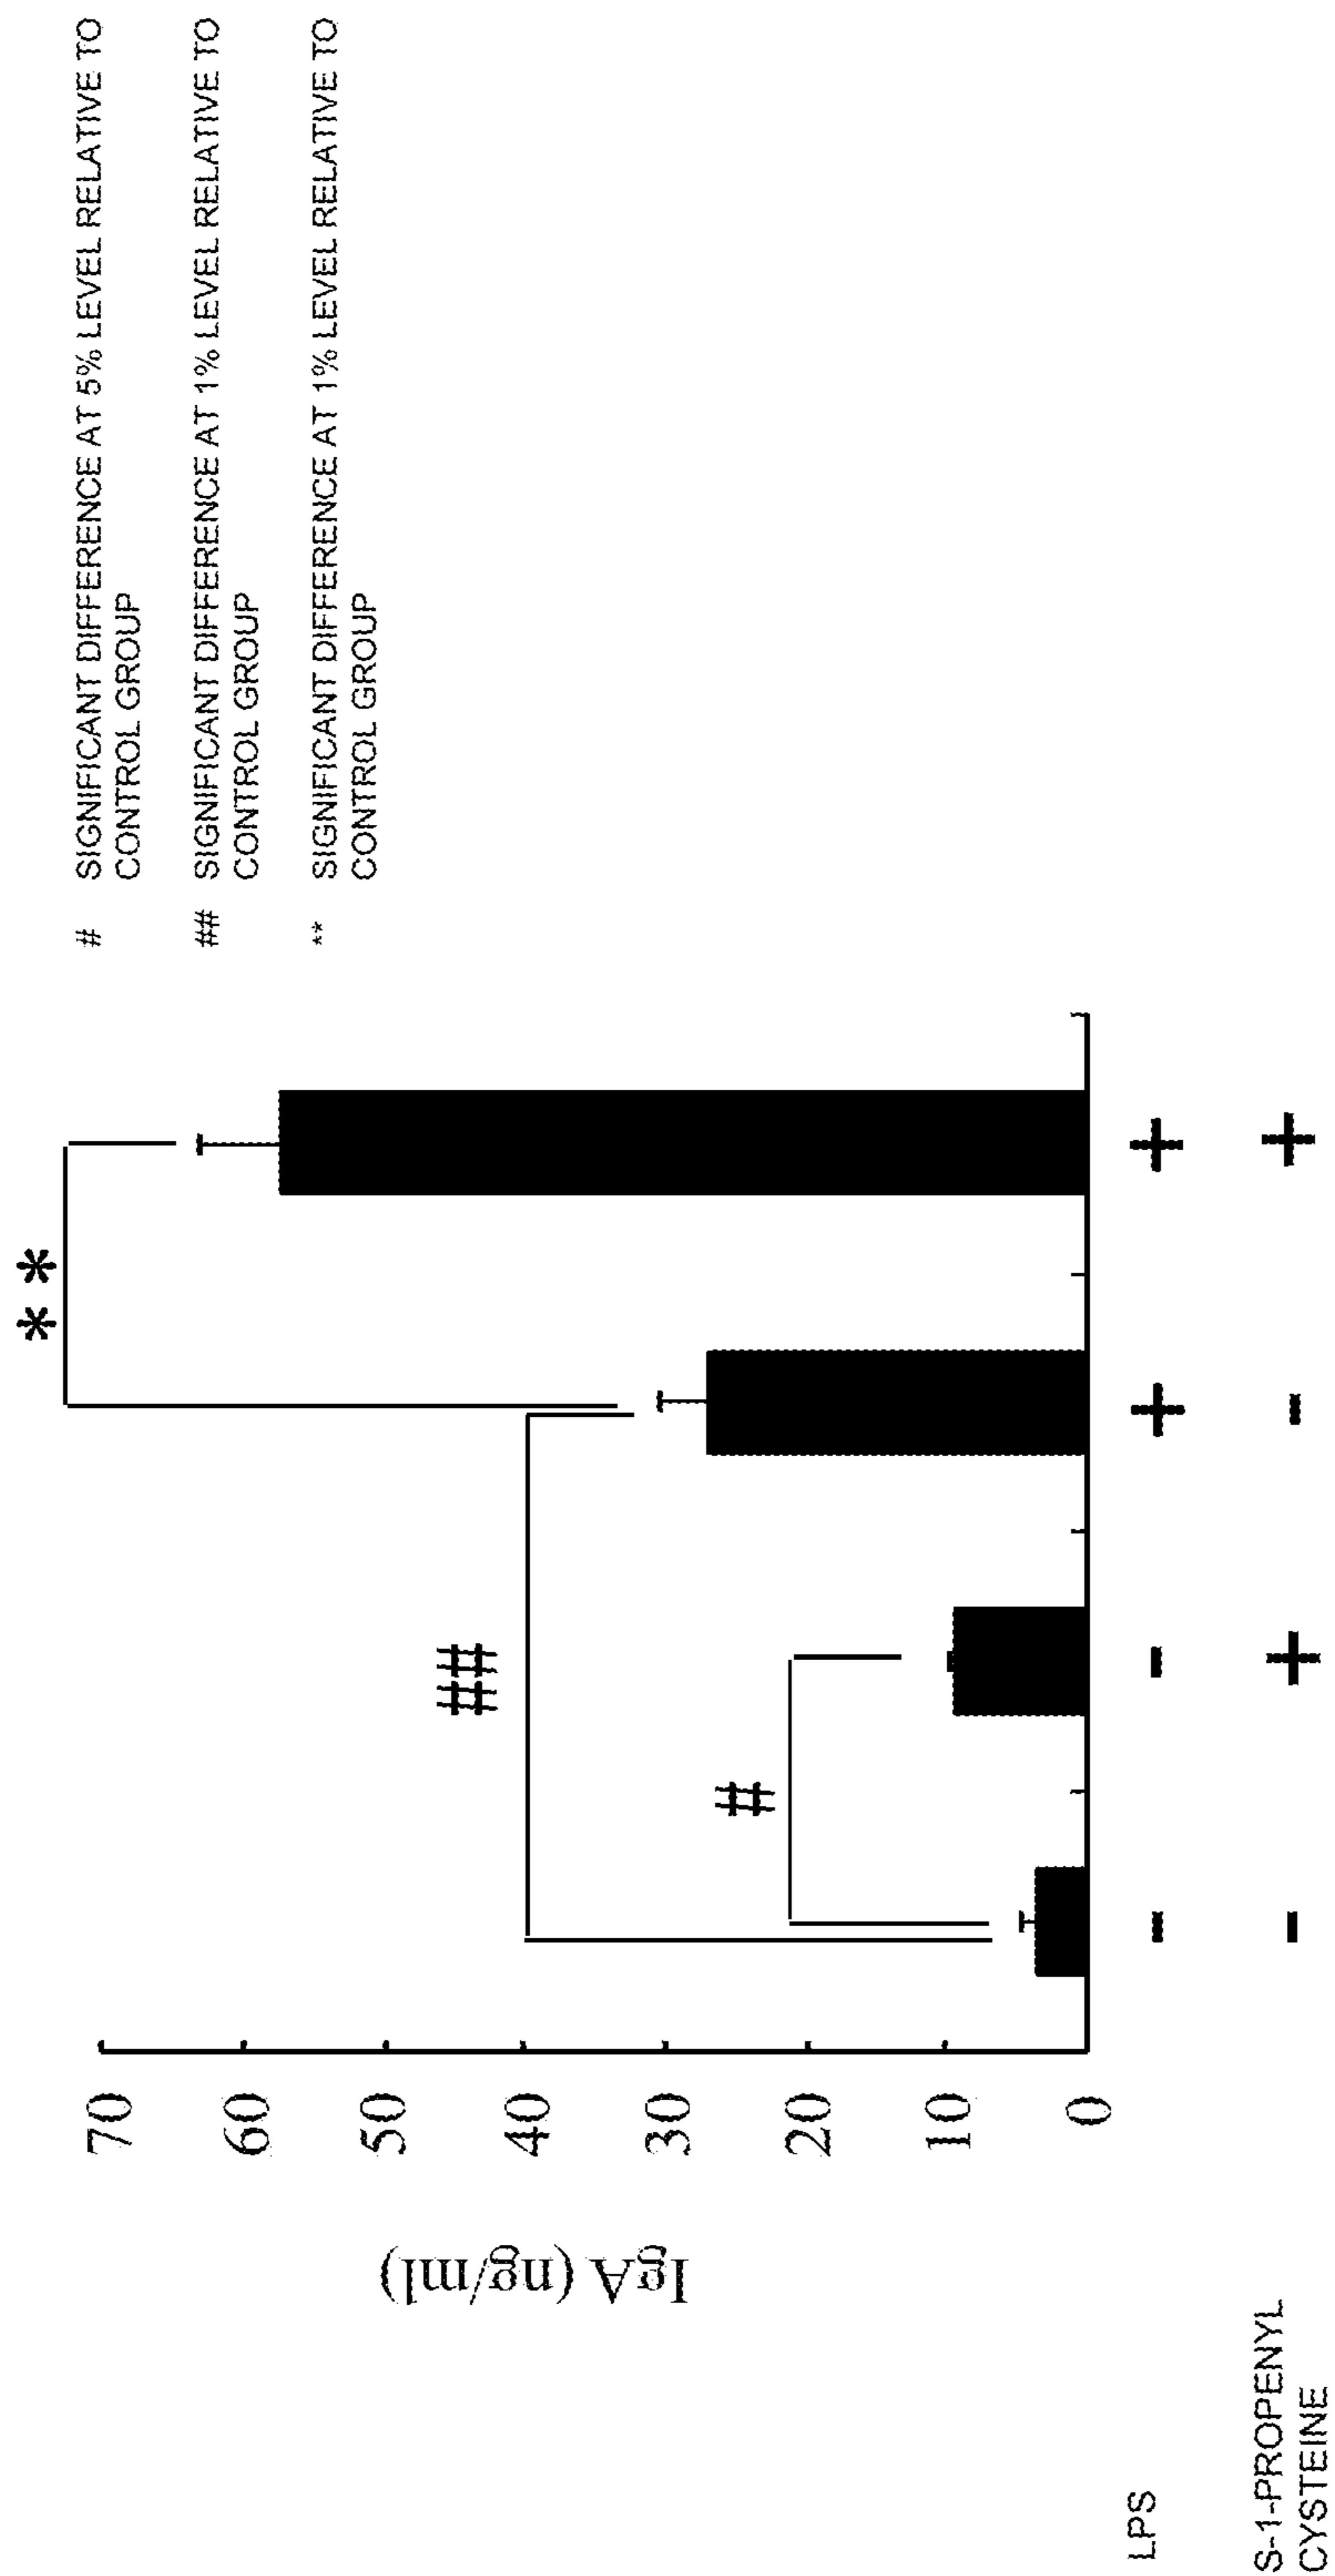 # SIGNIFICANT DIFFERENCE AT 5% LEVEL RELATIVE TO
CONTROL GROUP
## SIGNIFICANT DIFFERENCE AT 1% LEVEL RELATIVE TO
CONTROL GROUP
** SIGNIFICANT DIFFERENCE AT 1% LEVEL RELATIVE TO
CONTROL GROUP
**
##
#
70
60
50
40
30
20
10
0
IgA (ng/ml)
LPS - - + +
S-1-PROPENYL
CYSTEINE - + - +